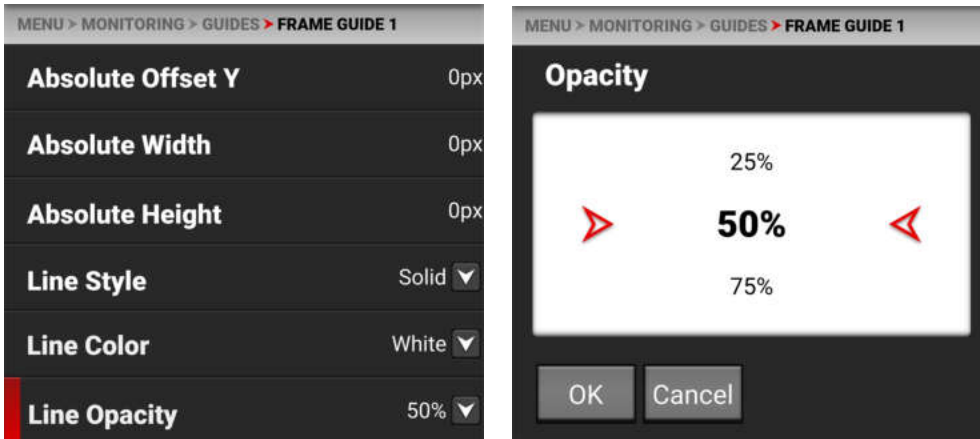 MENU > MONITORING > GUIDES > FRAME GUIDE 1
Absolute Offset Y 0px
Absolute Width 0px
Absolute Height 0px
Line Style Solid
Line Color White
Line Opacity 50%
MENU > MONITORING > GUIDES > FRAME GUIDE 1
Opacity
25%
50%
75%
OK Cancel